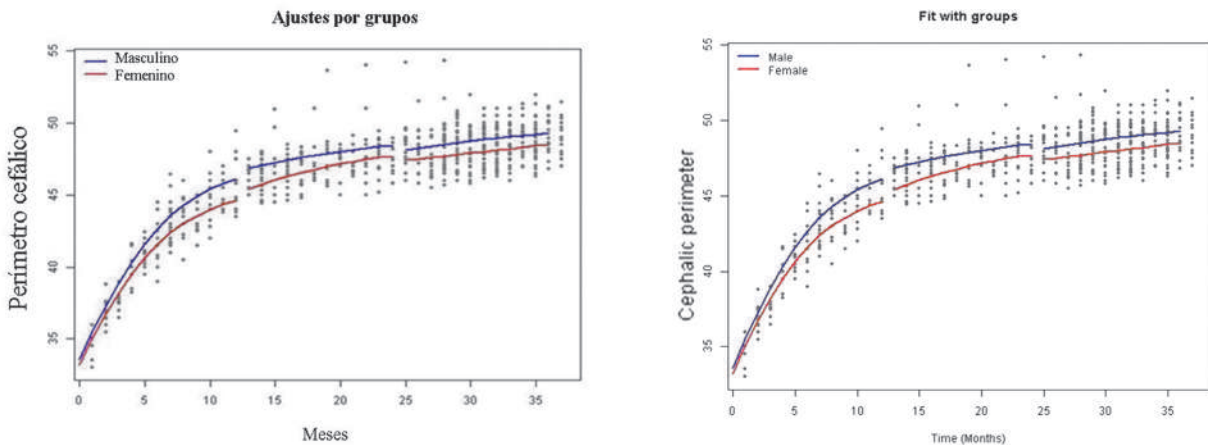 Ajustes por grupos
Masculino
Femenino
Perímetro cefálico
55
50
45
40
35
0 5 10 15 20 25 30 35
Meses
Fit with groups
Male
Female
Cephalic perimeter
55
50
45
40
35
0 5 10 15 20 25 30 35
Time (Months)